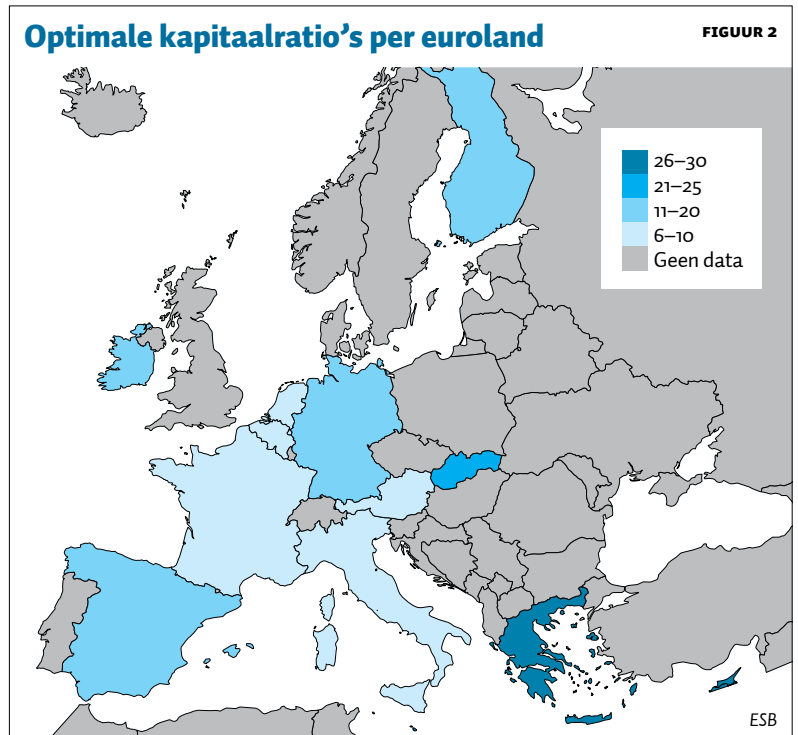 Optimale kapitaalratio's per euroland
FIGUUR 2
26–30
21–25
11–20
6–10
Geen data
ESB